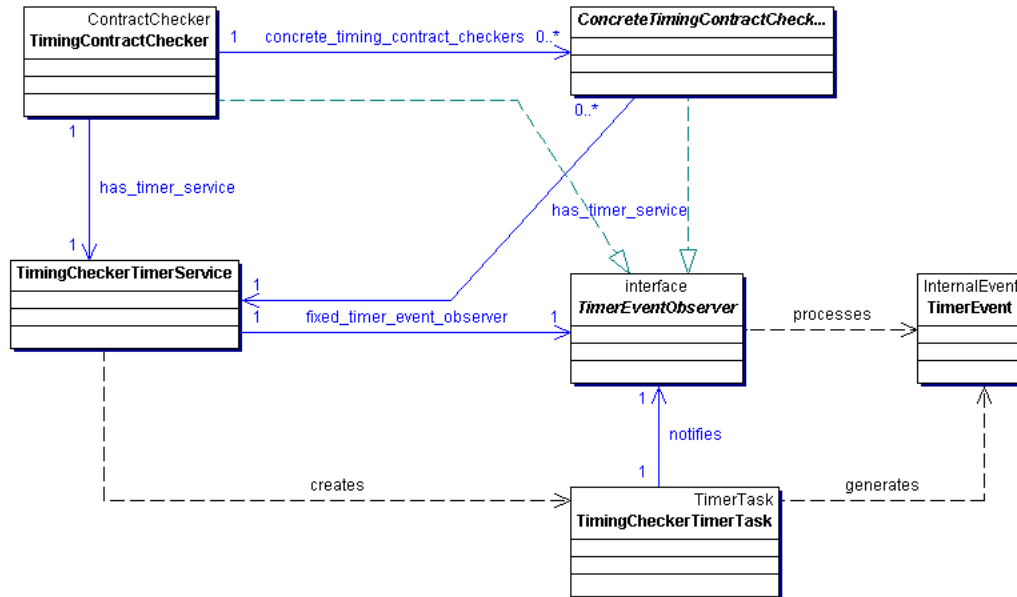 ContractChecker
TimingContractChecker
ConcreteTimingContractCheck...
1 concrete_timing_contract_checkers 0..*
1
0..*
has_timer_service
has_timer_service
1
TimingCheckerTimerService
1
1 fixed_timer_event_observer 1
interface
TimerEventObserver
processes
InternalEvent
TimerEvent
1
notifies
1
creates
TimerTask
TimingCheckerTimerTask
generates